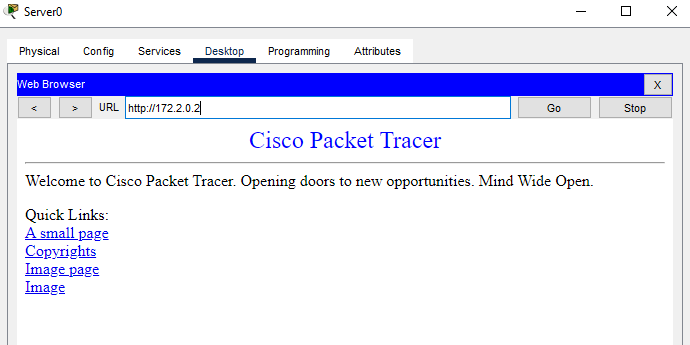 Server0
Physical Config Services Desktop Programming Attributes
Web Browser X
< > URL http://172.2.0.2 Go Stop
Cisco Packet Tracer
Welcome to Cisco Packet Tracer. Opening doors to new opportunities. Mind Wide Open.
Quick Links:
A small page
Copyrights
Image page
Image